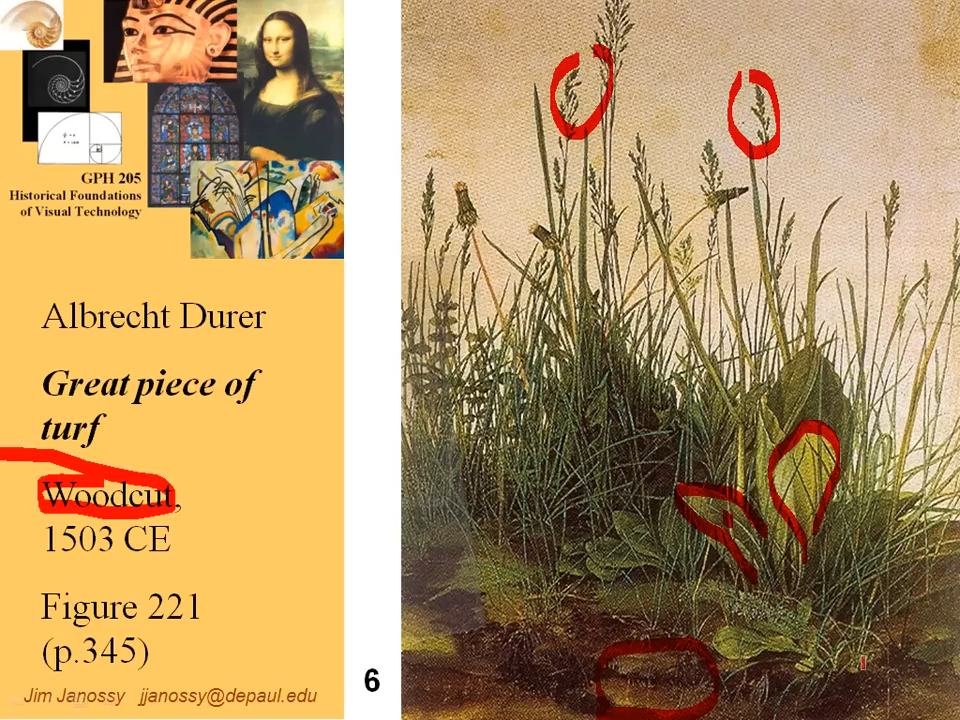 GPH 205
Historical Foundations
of Visual Technology
Albrecht Durer
Great piece of
turf
Woodcut,
1503 CE
Figure 221
(p.345)
Jim Janossy jjanossy@depaul.edu
6